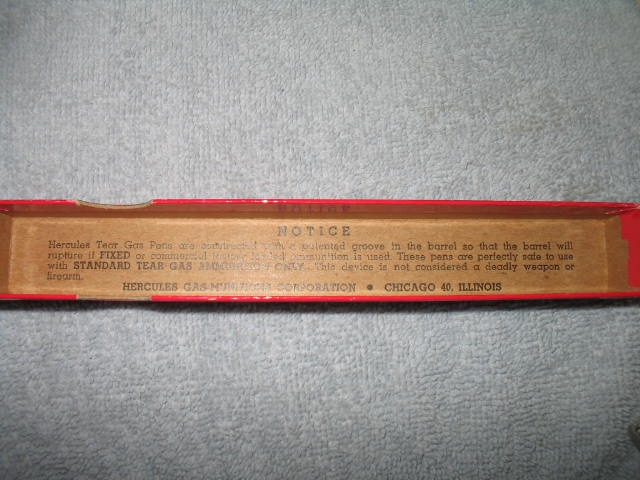 NOTICE
Hercules Tear Gas Pens are constructed with a patented groove in the barrel so that the barrel will
rupture if FIXED or commercial factory loaded ammunition is used. These pens are perfectly safe to use
with STANDARD TEAR GAS AMMUNITION ONLY. This device is not considered a deadly weapon or
firearm.
HERCULES GAS MUNITIONS CORPORATION ● CHICAGO 40, ILLINOIS